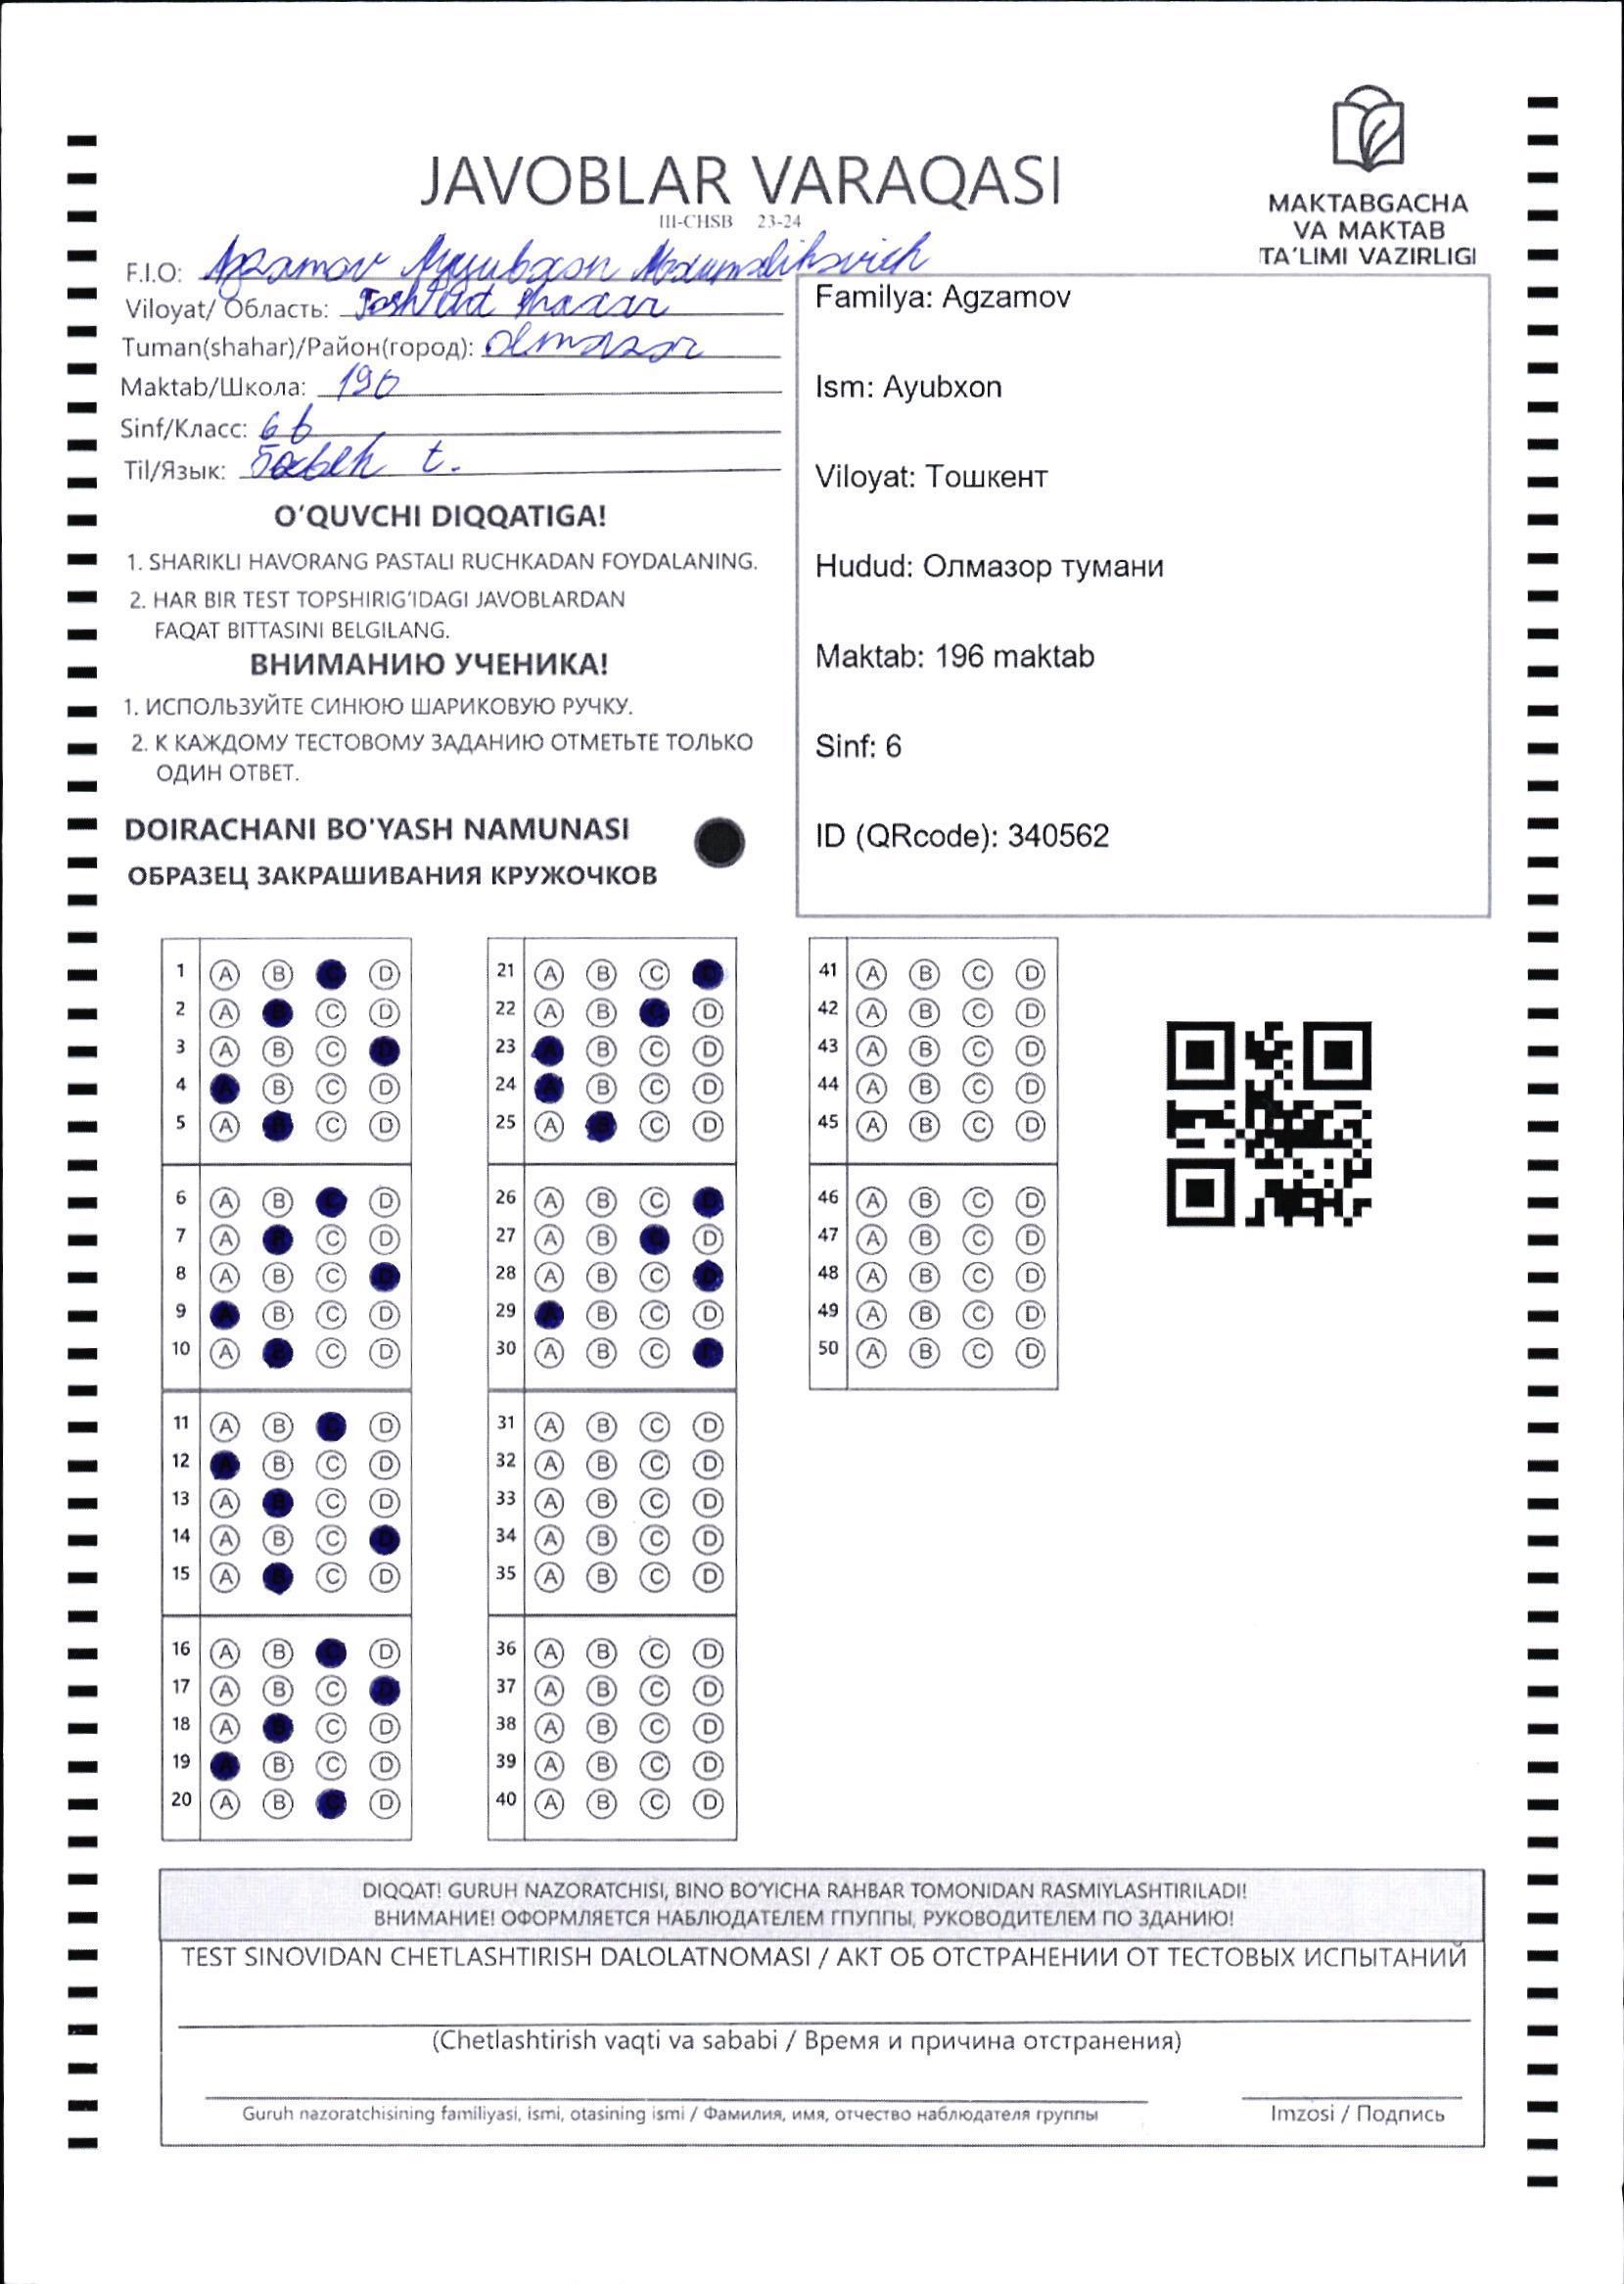 MAKTABGACHA
VA MAKTAB
TA'LIMI VAZIRLIGI
JAVOBLAR VARAQASI
III-CHSB 23-24
F.I.O: Agzamov Ayyubxon
Viloyat/ Область:
Tuman(shahar)/Район(город): Olmazor
Maktab/Школа: 196
Sinf/Класс: 6 b
Til/Язык: t.
O'QUVCHI DIQQATIGA!
1. SHARIKLI HAVORANG PASTALI RUCHKADAN FOYDALANING.
2. HAR BIR TEST TOPSHIRIG'IDAGI JAVOBLARDAN
FAQAT BITTASINI BELGILANG.
ВНИМАНИЮ УЧЕНИКА!
1. ИСПОЛЬЗУЙТЕ СИНЮЮ ШАРИКОВУЮ РУЧКУ.
2. К КАЖДОМУ ТЕСТОВОМУ ЗАДАНИЮ ОТМЕТЬТЕ ТОЛЬКО
ОДИН ОТВЕТ.
DOIRACHANI BO'YASH NAMUNASI
ОБРАЗЕЦ ЗАКРАШИВАНИЯ КРУЖОЧКОВ
Familya: Agzamov
Ism: Ayubxon
Viloyat: Тошкент
Hudud: Олмазор тумани
Maktab: 196 maktab
Sinf: 6
ID (QRcode): 340562
1 A B C D
2 A B C D
3 A B C D
4 A B C D
5 A B C D
6 A B C D
7 A B C D
8 A B C D
9 A B C D
10 A B C D
11 A B C D
12 A B C D
13 A B C D
14 A B C D
15 A B C D
16 A B C D
17 A B C D
18 A B C D
19 A B C D
20 A B C D
21 A B C D
22 A B C D
23 A B C D
24 A B C D
25 A B C D
26 A B C D
27 A B C D
28 A B C D
29 A B C D
30 A B C D
31 A B C D
32 A B C D
33 A B C D
34 A B C D
35 A B C D
36 A B C D
37 A B C D
38 A B C D
39 A B C D
40 A B C D
41 A B C D
42 A B C D
43 A B C D
44 A B C D
45 A B C D
46 A B C D
47 A B C D
48 A B C D
49 A B C D
50 A B C D
DIQQAT! GURUH NAZORATCHISI, BINO BO'YICHA RAHBAR TOMONIDAN RASMIYLASHTIRILADI!
ВНИМАНИЕ! ОФОРМЛЯЕТСЯ НАБЛЮДАТЕЛЕМ ГПУППЫ, РУКОВОДИТЕЛЕМ ПО ЗДАНИЮ!
TEST SINOVIDAN CHETLASHTIRISH DALOLATNOMASI / АКТ ОБ ОТСТРАНЕНИИ ОТ ТЕСТОВЫХ ИСПЫТАНИЙ
(Chetlashtirish vaqti va sababi / Время и причина отстранения)
Guruh nazoratchisining familiyasi, ismi, otasining ismi / Фамилия, имя, отчество наблюдателя группы
Imzosi / Подпись